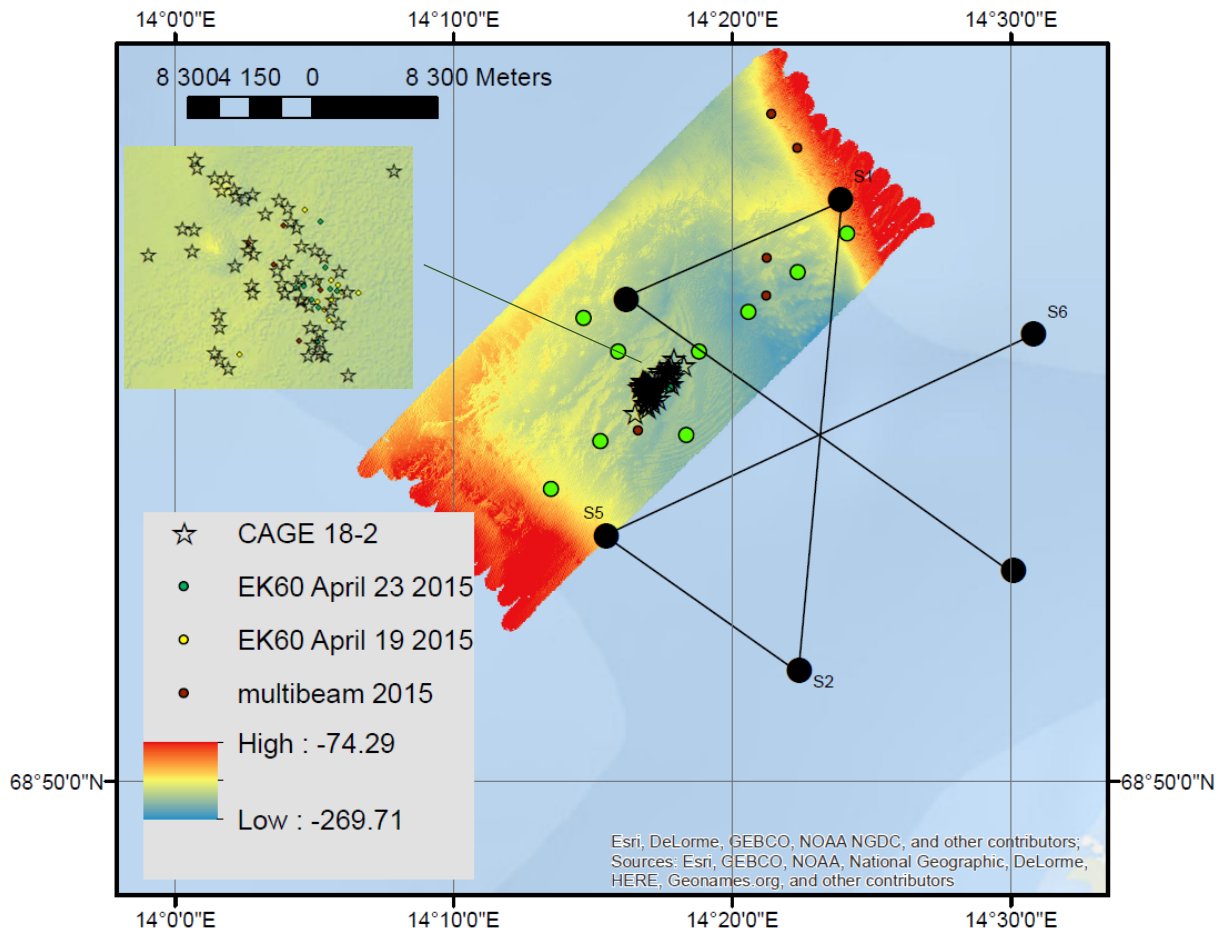 14°0'0"E 14°10'0"E 14°20'0"E 14°30'0"E
8 3004 150 0 8 300 Meters
S1
S6
S5
S2
CAGE 18-2
EK60 April 23 2015
EK60 April 19 2015
multibeam 2015
High : -74.29
Low : -269.71
68°50'0"N 68°50'0"N
Esri, DeLorme, GEBCO, NOAA NGDC, and other contributors;
Sources: Esri, GEBCO, NOAA, National Geographic, DeLorme,
HERE, Geonames.org, and other contributors
14°0'0"E 14°10'0"E 14°20'0"E 14°30'0"E